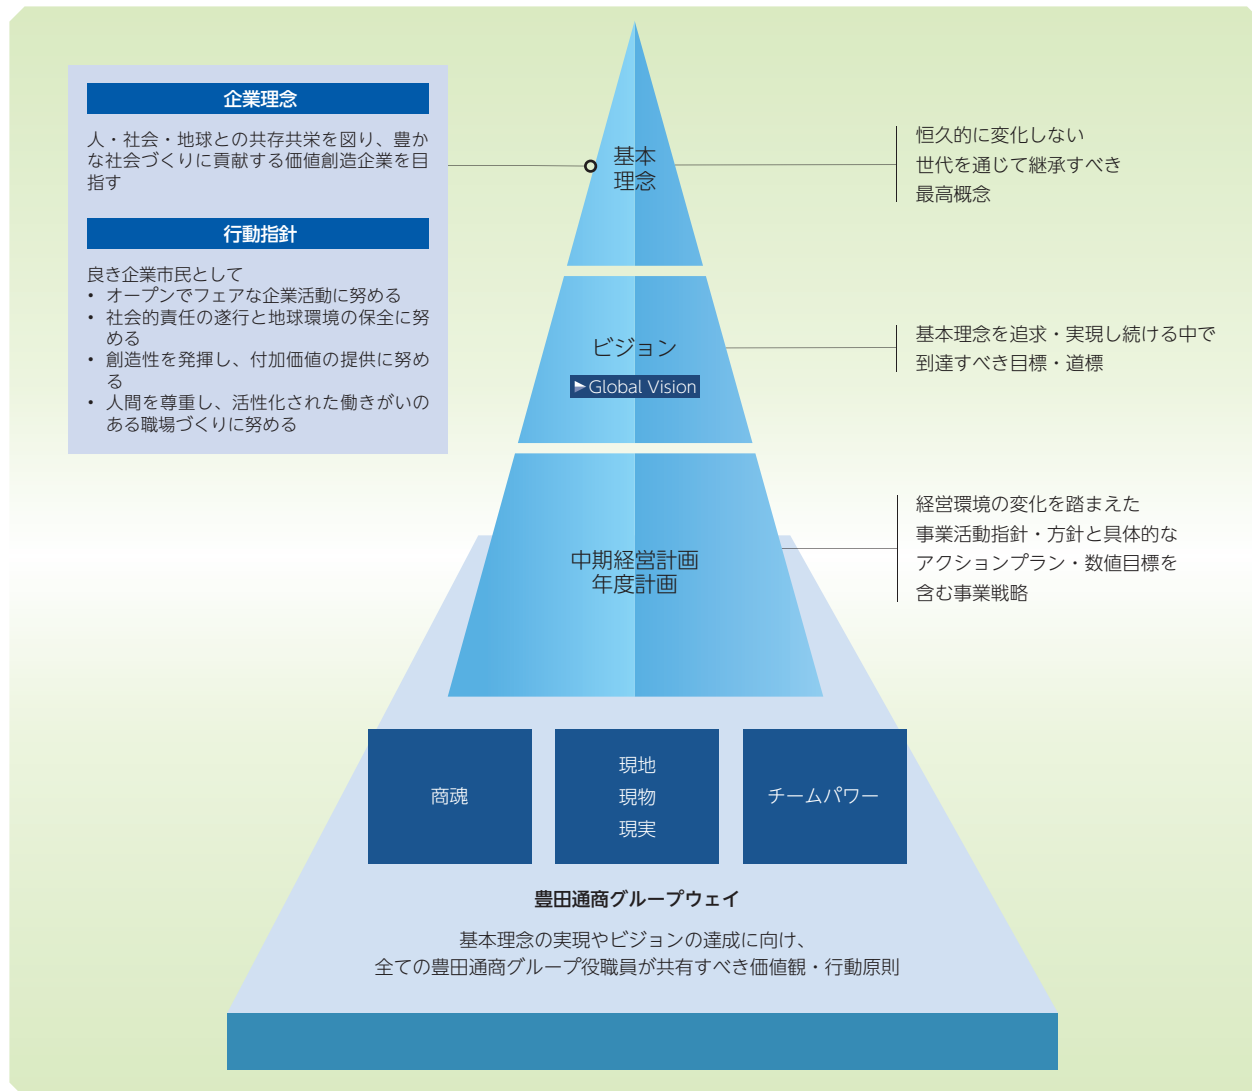 企業理念
人・社会・地球との共存共栄を図り、豊か
な社会づくりに貢献する価値創造企業を目
指す
行動指針
良き企業市民として
• オープンでフェアな企業活動に努める
• 社会的責任の遂行と地球環境の保全に努
める
• 創造性を発揮し、付加価値の提供に努め
る
• 人間を尊重し、活性化された働きがいの
ある職場づくりに努める
基本
理念
恒久的に変化しない
世代を通じて継承すべき
最高概念
ビジョン
►Global Vision
基本理念を追求・実現し続ける中で
到達すべき目標・道標
中期経営計画
年度計画
経営環境の変化を踏まえた
事業活動指針・方針と具体的な
アクションプラン・数値目標を
含む事業戦略
商魂
現地
現物
現実
チームパワー
豊田通商グループウェイ
基本理念の実現やビジョンの達成に向け、
全ての豊田通商グループ役職員が共有すべき価値観・行動原則